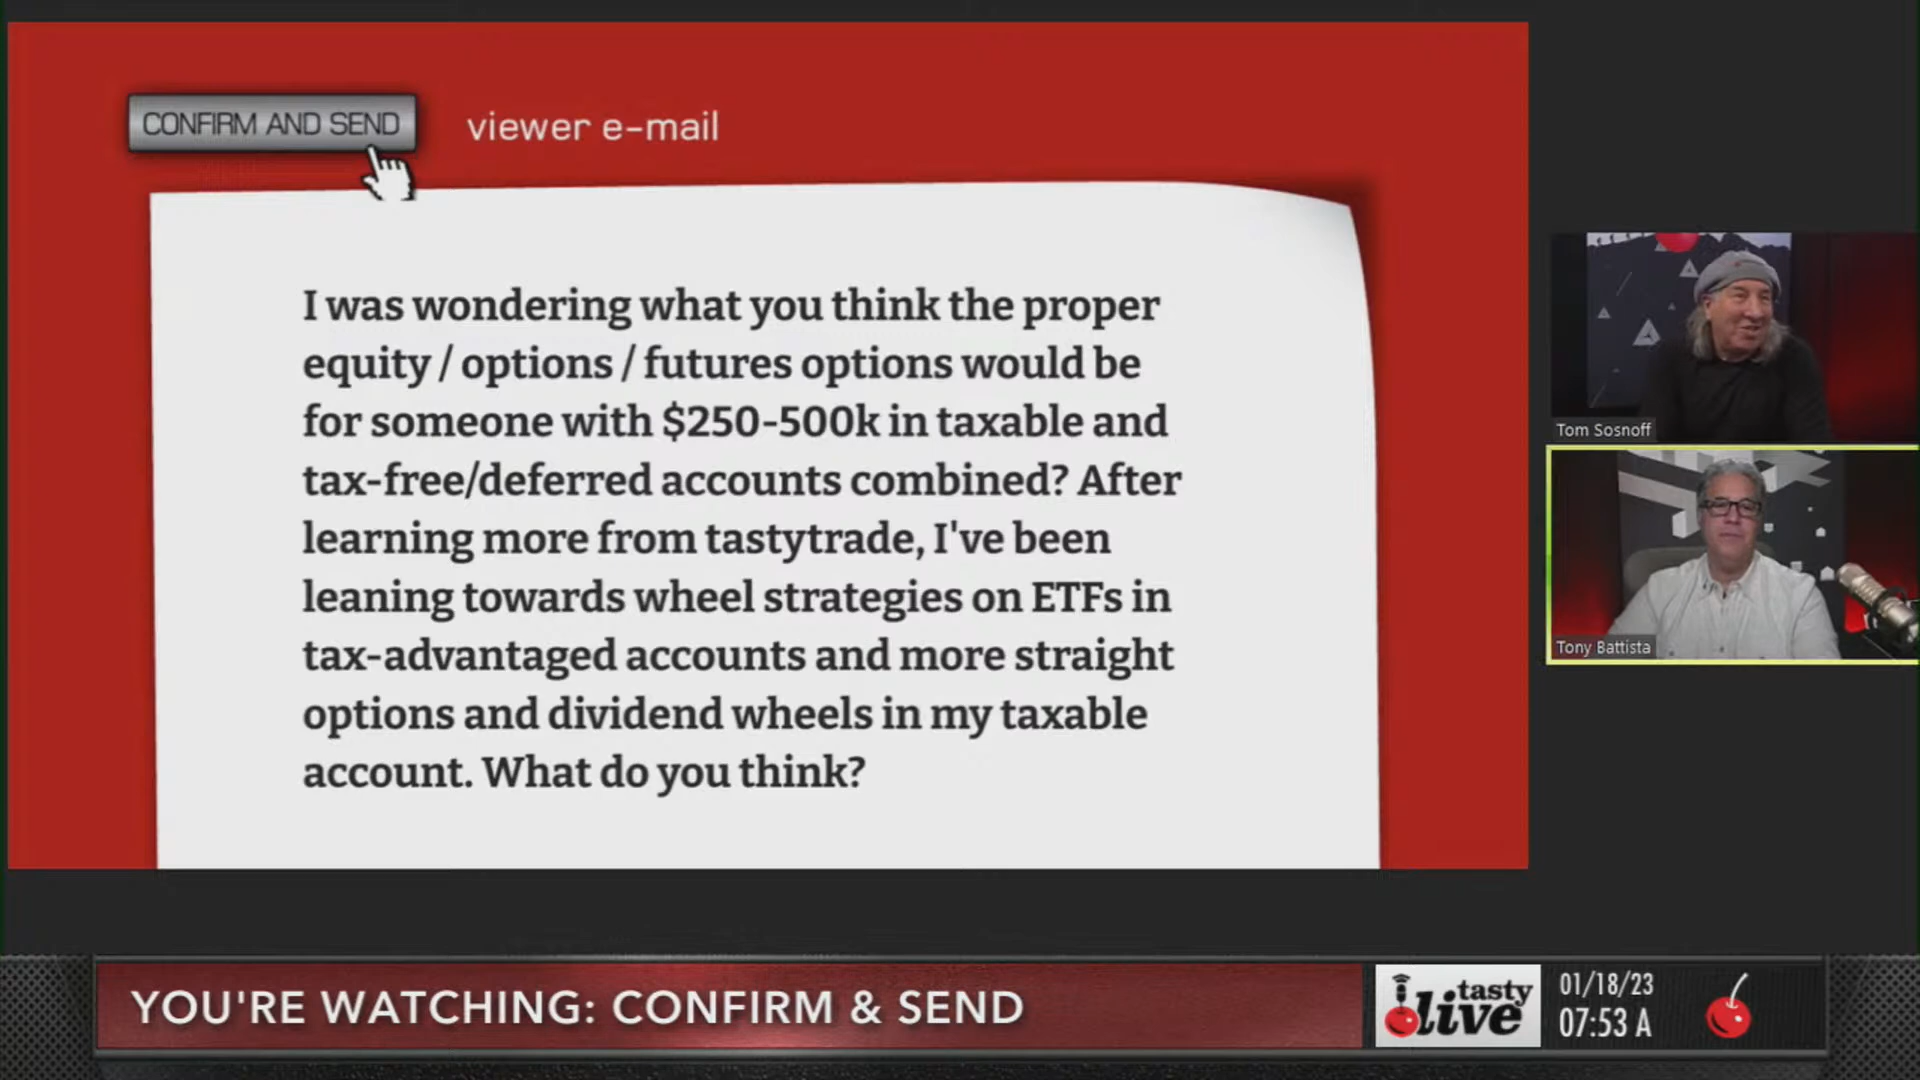 CONFIRM AND SEND
viewer e-mail
I was wondering what you think the proper
equity / options / futures options would be
for someone with $250-500k in taxable and
tax-free/deferred accounts combined? After
learning more from tastytrade, I've been
leaning towards wheel strategies on ETFs in
tax-advantaged accounts and more straight
options and dividend wheels in my taxable
account. What do you think?
Tom Sosnoff
Tony Battista
YOU'RE WATCHING: CONFIRM & SEND
tasty
live
01/18/23
07:53 A